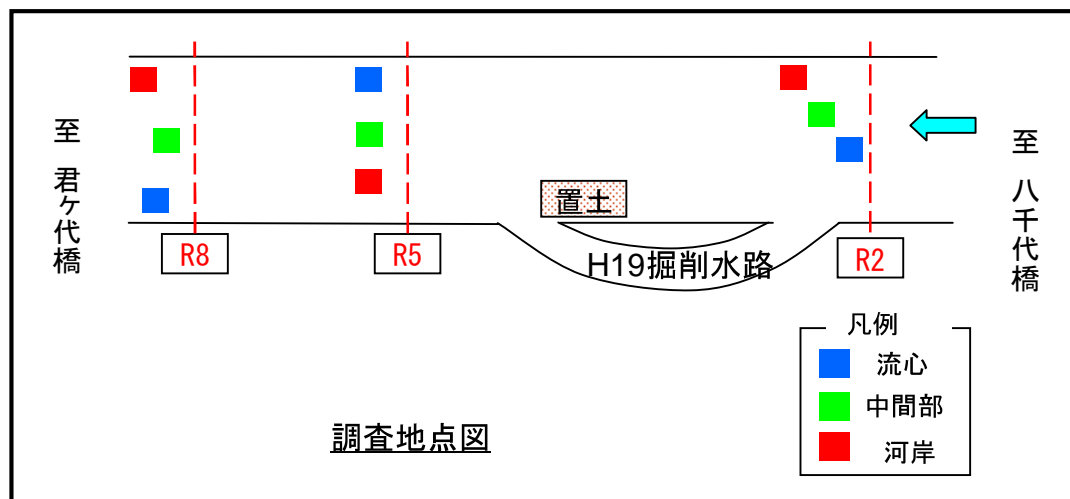 至 君ヶ代橋
置土
至 八千代橋
R8
R5
H19掘削水路
R2
凡例
流心
中間部
河岸
調査地点図